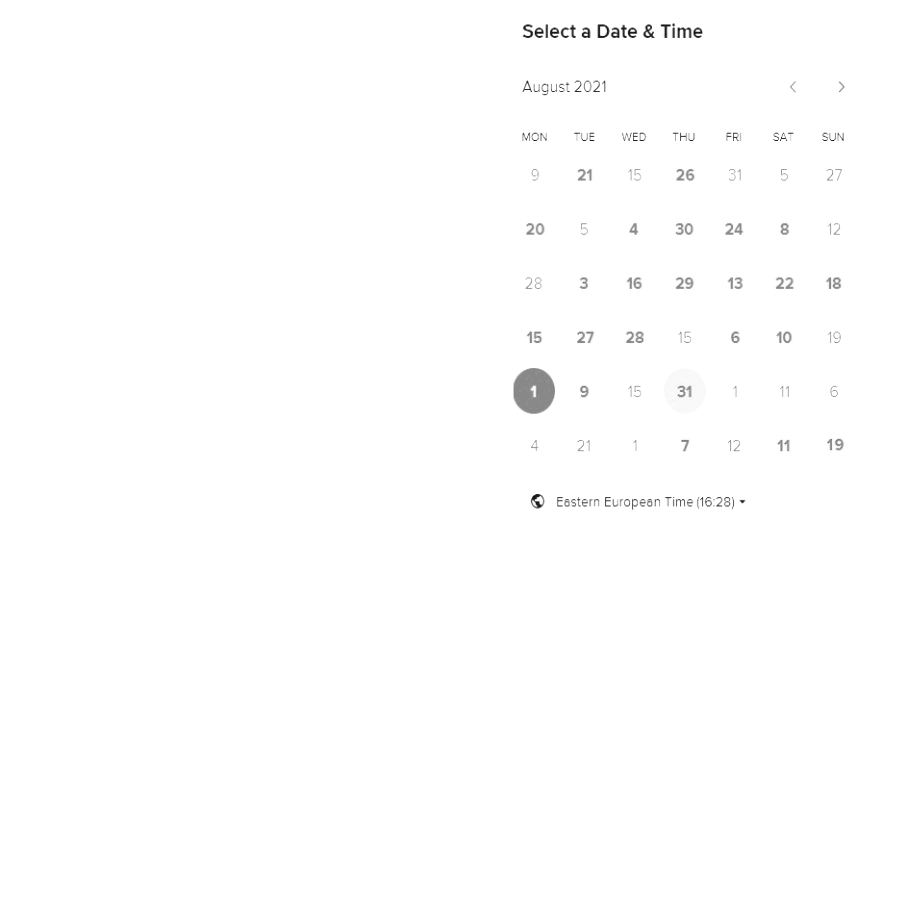 Select a Date & Time
August 2021
MON TUE WED THU FRI SAT SUN
9 21 15 26 31 5 27
20 5 4 30 24 8 12
28 3 16 29 13 22 18
15 27 28 15 6 10 19
1 9 15 31 1 11 6
4 21 1 7 12 11 19
Eastern European Time (16:28)